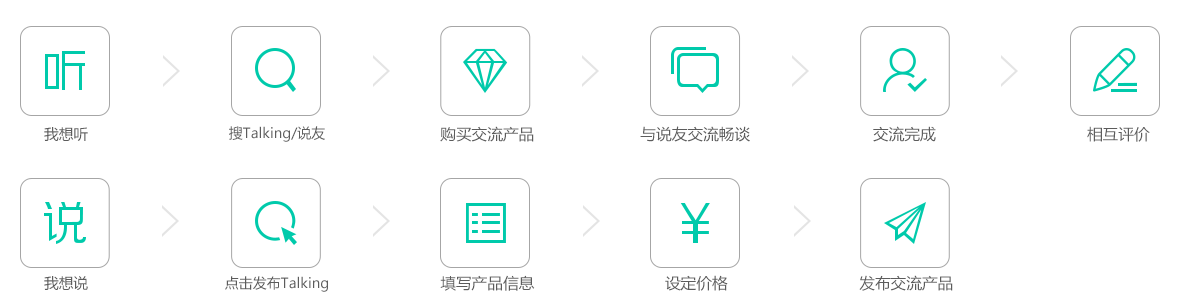 听
我想听
搜Talking/说友
购买交流产品
与说友交流畅谈
交流完成
相互评价
说
¥
我想说
点击发布Talking
填写产品信息
设定价格
发布交流产品